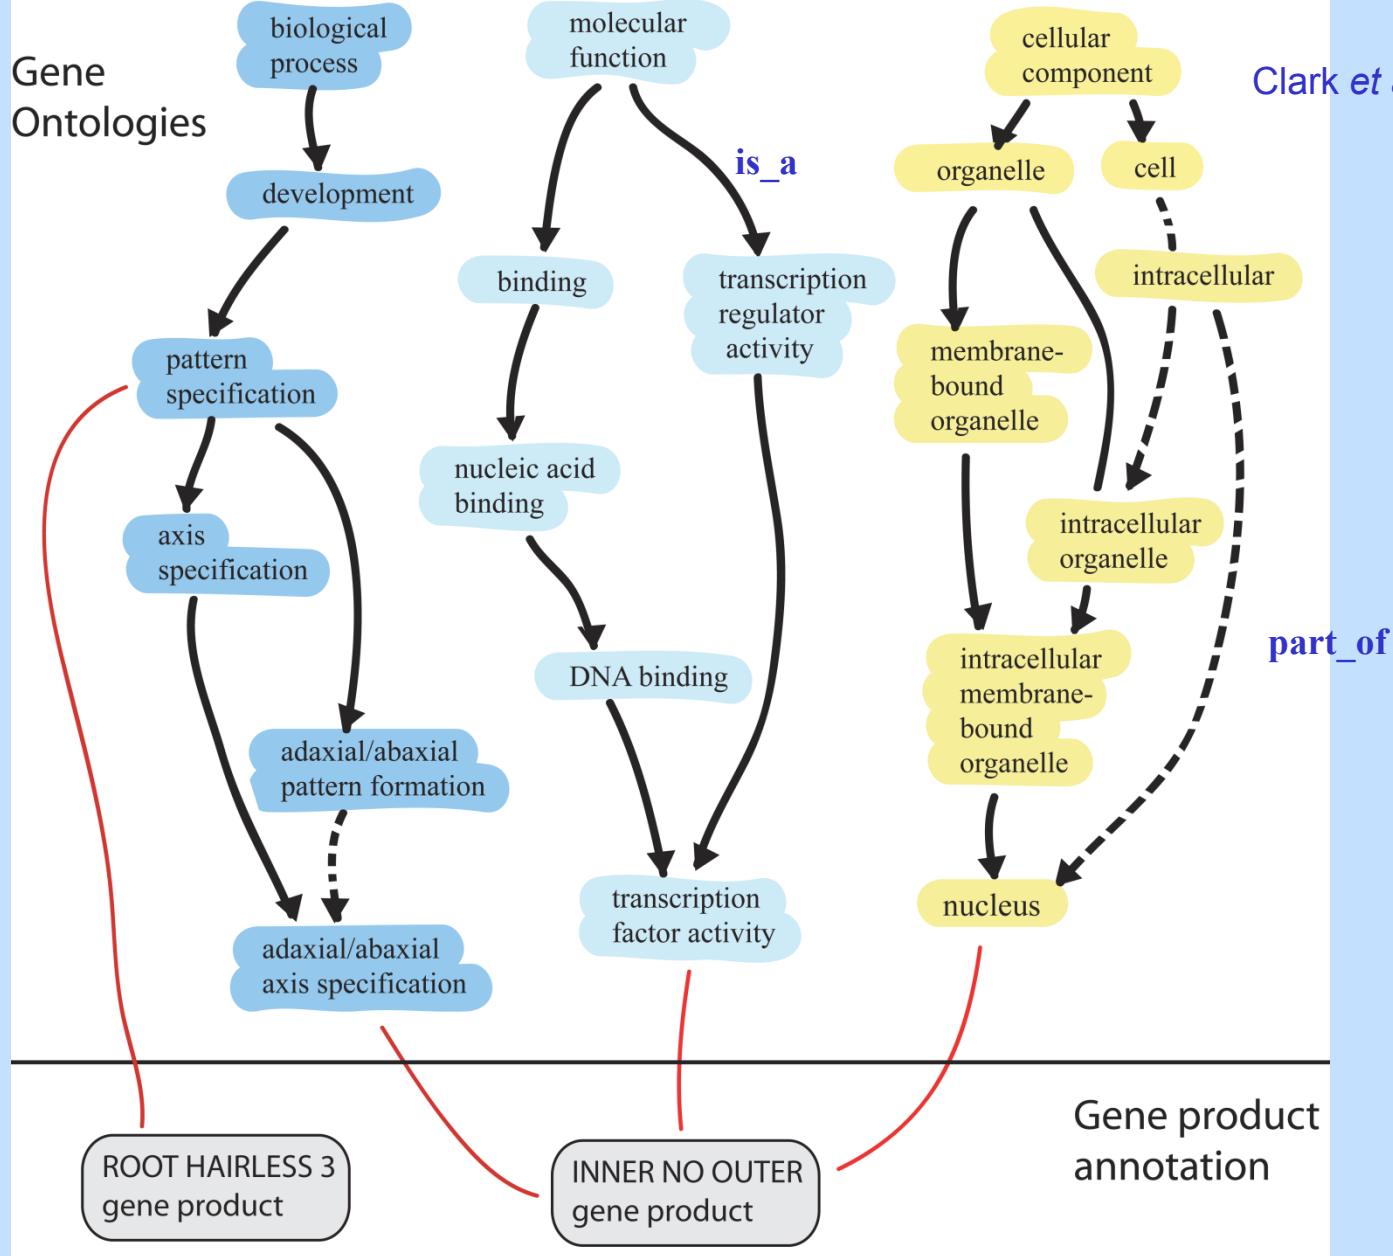 Gene
Ontologies
biological
process
development
pattern
specification
axis
specification
adaxial/abaxial
pattern formation
adaxial/abaxial
axis specification
molecular
function
is_a
binding
transcription
regulator
activity
nucleic acid
binding
DNA binding
transcription
factor activity
cellular
component
Clark et
organelle
cell
intracellular
membrane-
bound
organelle
intracellular
organelle
part_of
intracellular
membrane-
bound
organelle
nucleus
Gene product
annotation
ROOT HAIRLESS 3
gene product
INNER NO OUTER
gene product